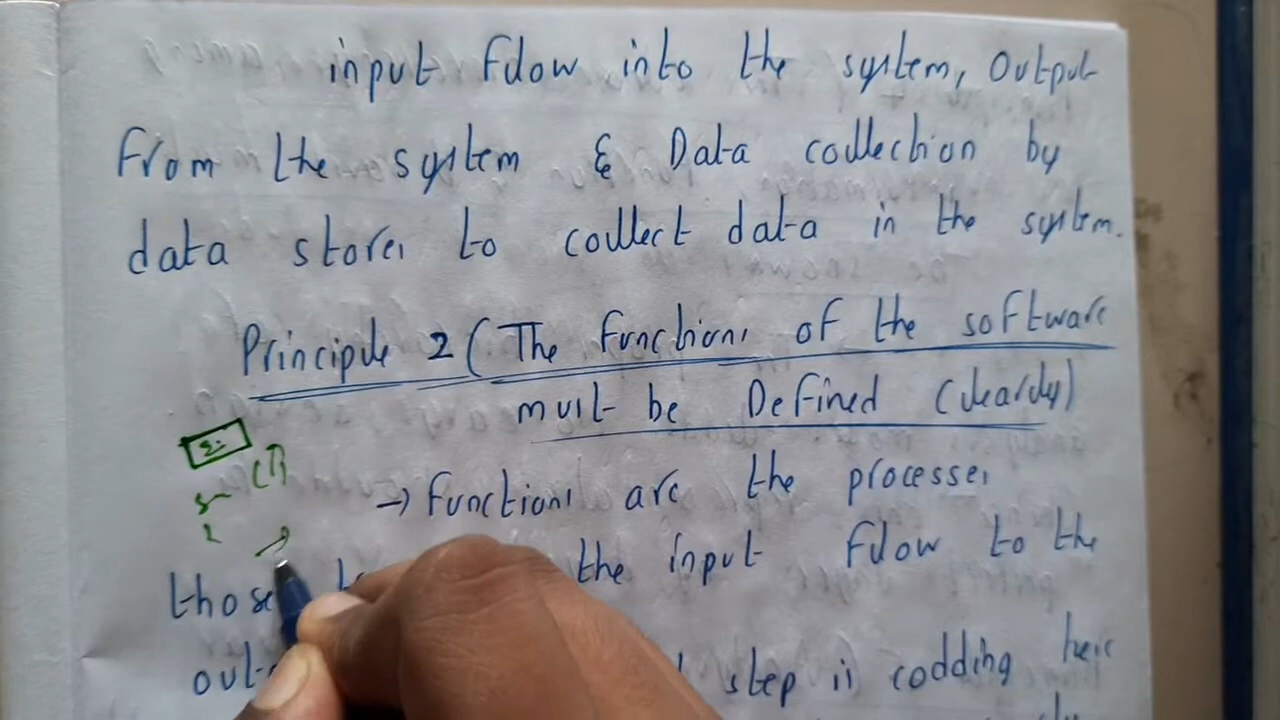 input flow into the system, output
from the system & Data collection by
data stores to collect data in the system.
Principle 2 (The functions of the software
must be Defined (clearly)
→ functions are the processes
those the input flow to the
step is codding here